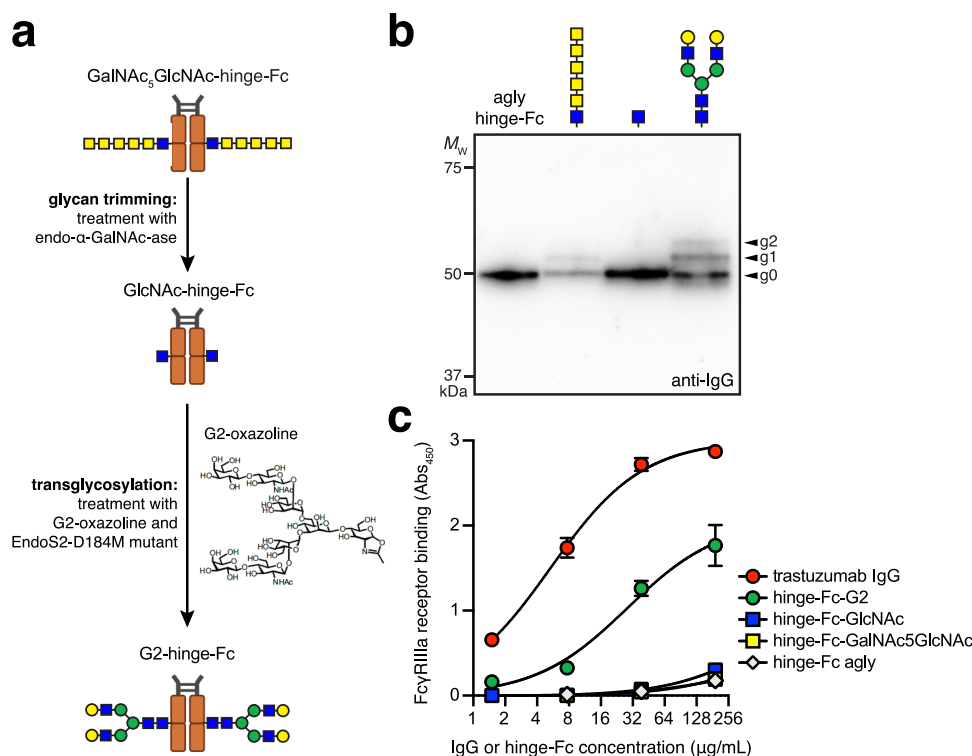 a
GalNAc₅GlcNAc-hinge-Fc
glycan trimming:
treatment with
endo-α-GalNAc-ase
GlcNAc-hinge-Fc
G2-oxazoline
transglycosylation:
treatment with
G2-oxazoline and
EndoS2-D184M mutant
G2-hinge-Fc
b
agly
hinge-Fc
Mw
75
50
37
kDa
g2
g1
g0
anti-IgG
c
FcγRIIIa receptor binding (Abs₄₅₀)
3
2
1
0
1 2 4 8 16 32 64 128 256
IgG or hinge-Fc concentration (µg/mL)
trastuzumab IgG
hinge-Fc-G2
hinge-Fc-GlcNAc
hinge-Fc-GalNAc5GlcNAc
hinge-Fc agly